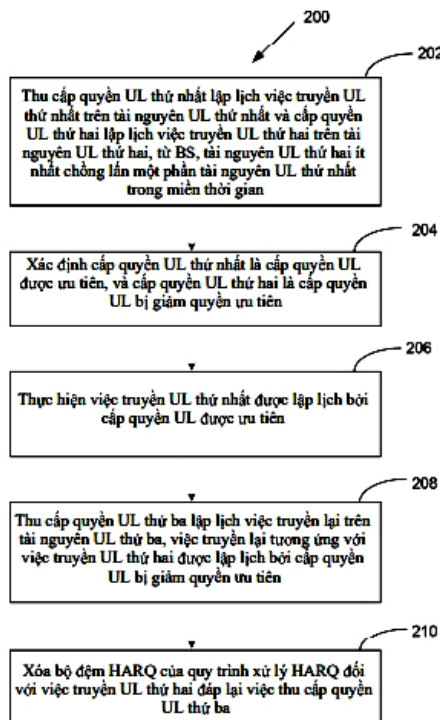 200
202
Thu cấp quyền UL thứ nhất lập lịch việc truyền UL
thứ nhất trên tài nguyên UL thứ nhất và cấp quyền
UL thứ hai lập lịch việc truyền UL thứ hai trên tài
nguyên UL thứ hai, từ BS, tài nguyên UL thứ hai ít
nhất chồng lấn một phần tài nguyên UL thứ nhất
trong miền thời gian
204
Xác định cấp quyền UL thứ nhất là cấp quyền UL
được ưu tiên, và cấp quyền UL thứ hai là cấp quyền
UL bị giảm quyền ưu tiên
206
Thực hiện việc truyền UL thứ nhất được lập lịch bởi
cấp quyền UL được ưu tiên
208
Thu cấp quyền UL thứ ba lập lịch việc truyền lại trên
tài nguyên UL thứ ba, việc truyền lại tương ứng với
việc truyền UL thứ hai được lập lịch bởi cấp quyền
UL bị giảm quyền ưu tiên
210
Xóa bộ đệm HARQ của quy trình xử lý HARQ đối
với việc truyền UL thứ hai đáp lại việc thu cấp quyền
UL thứ ba